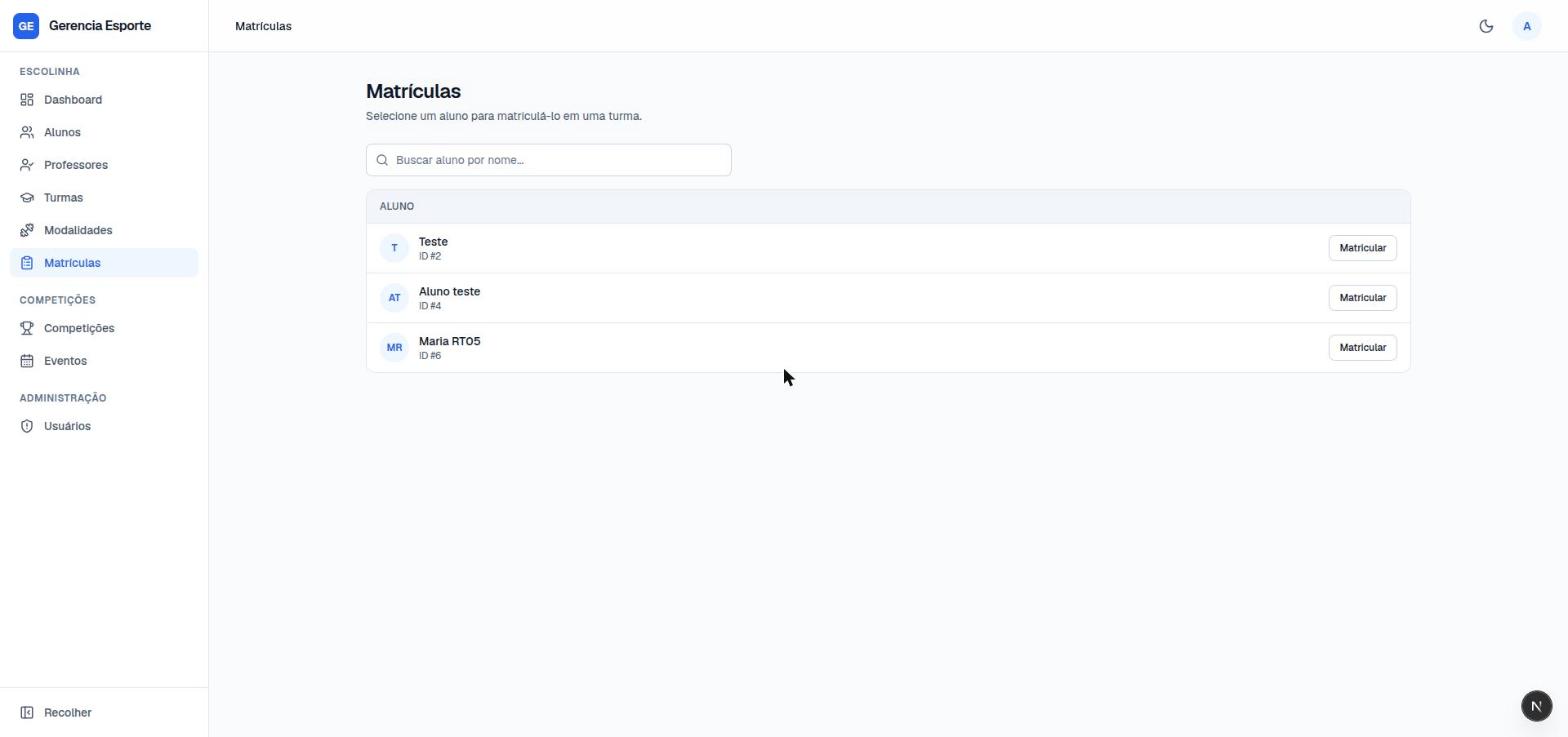 GE Gerencia Esporte
Matrículas
A
ESCOLINHA
Dashboard
Alunos
Professores
Turmas
Modalidades
Matrículas
COMPETIÇÕES
Competições
Eventos
ADMINISTRAÇÃO
Usuários
Recolher
Matrículas
Selecione um aluno para matriculá-lo em uma turma.
Buscar aluno por nome...
ALUNO
T Teste Matricular
ID #2
AT Aluno teste Matricular
ID #4
MR Maria RT05 Matricular
ID #6
N